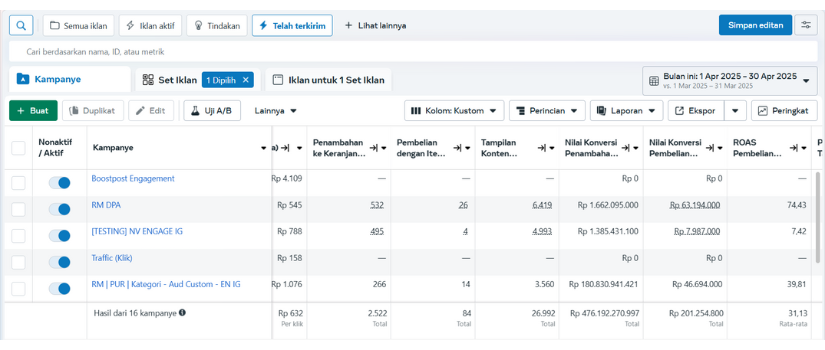 Semua iklan Iklan aktif Tindakan Telah terkirim + Lihat lainnya Simpan editan
Cari berdasarkan nama, ID, atau metrik
Kampanye Set Iklan 1 Dipilih × Iklan untuk 1 Set Iklan Bulan ini: 1 Apr 2025 – 30 Apr 2025
vs. 1 Mar 2025 – 31 Mar 2025
+ Buat Duplikat Edit Uji A/B Lainnya Kolom: Kustom Perincian Laporan Ekspor Peringkat
Nonaktif / Aktif Kampanye a) Penambahan ke Keranjan... Pembelian dengan Ite... Tampilan Konten... Nilai Konversi Penambaha... Nilai Konversi Pembelian... ROAS Pembelian... P T
Boostpost Engagement Rp 4.109 — — — Rp 0 Rp 0 —
RM DPA Rp 545 532 26 6.419 Rp 1.662.095.000 Rp 63.194.000 74,43
[TESTING] NV ENGAGE IG Rp 788 495 4 4.993 Rp 1.385.431.100 Rp 7.987.000 7,42
Traffic (Klik) Rp 158 — — — Rp 0 Rp 0 —
RM | PUR | Kategori - Aud Custom - EN IG Rp 1.076 266 14 3.560 Rp 180.830.941.421 Rp 46.694.000 39,81
Hasil dari 16 kampanye Rp 632 2.522 84 26.992 Rp 476.192.270.997 Rp 201.254.800 31,13
Per klik Total Total Total Total Total Rata-rata